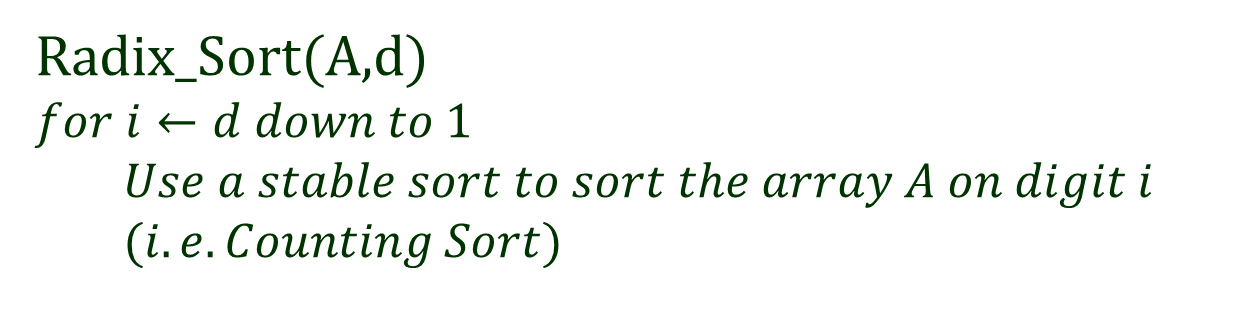 Radix_Sort(A,d)
for i ← d down to 1
Use a stable sort to sort the array A on digit i
(i.e. Counting Sort)